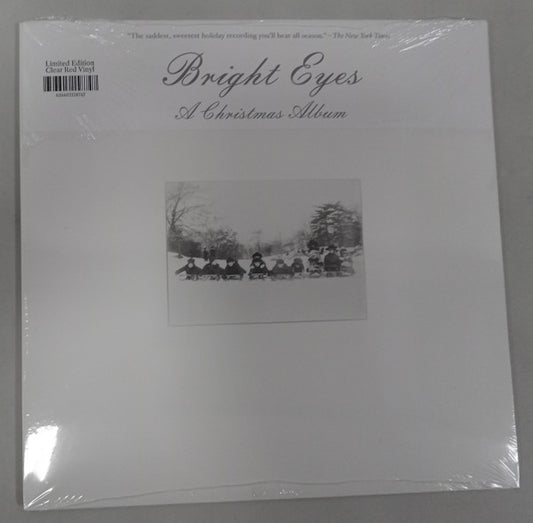 "The saddest, sweetest holiday recording you'll hear all season."–The New York Times
Limited Edition
Clear Red Vinyl
Bright Eyes
A Christmas Album